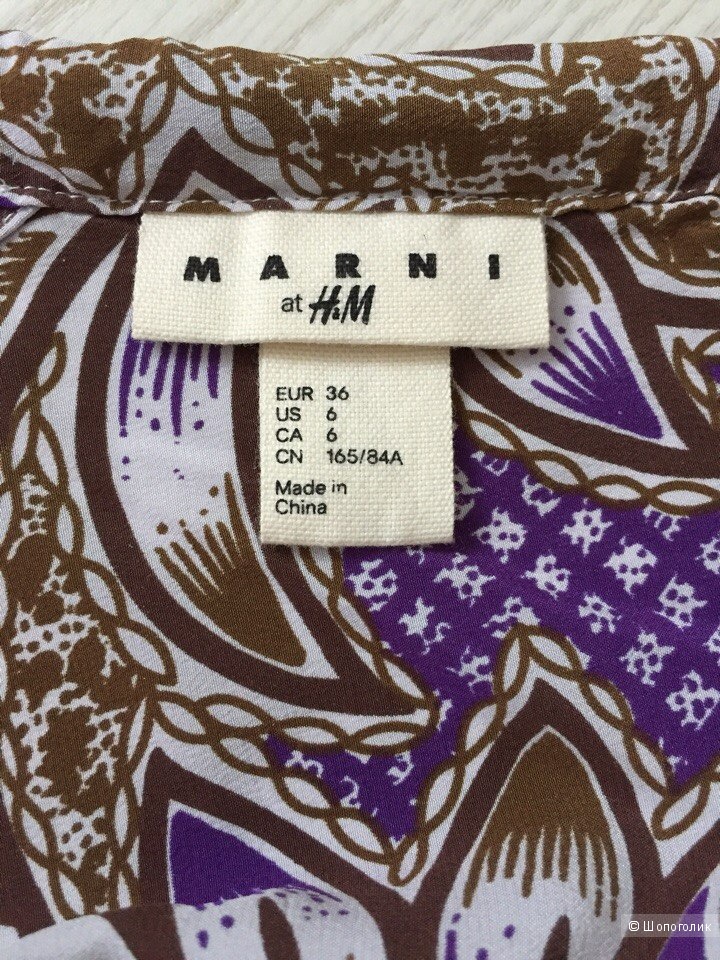 MARNI
at H&M
EUR 36
US 6
CA 6
CN 165/84A
Made in
China
© Шопоголик